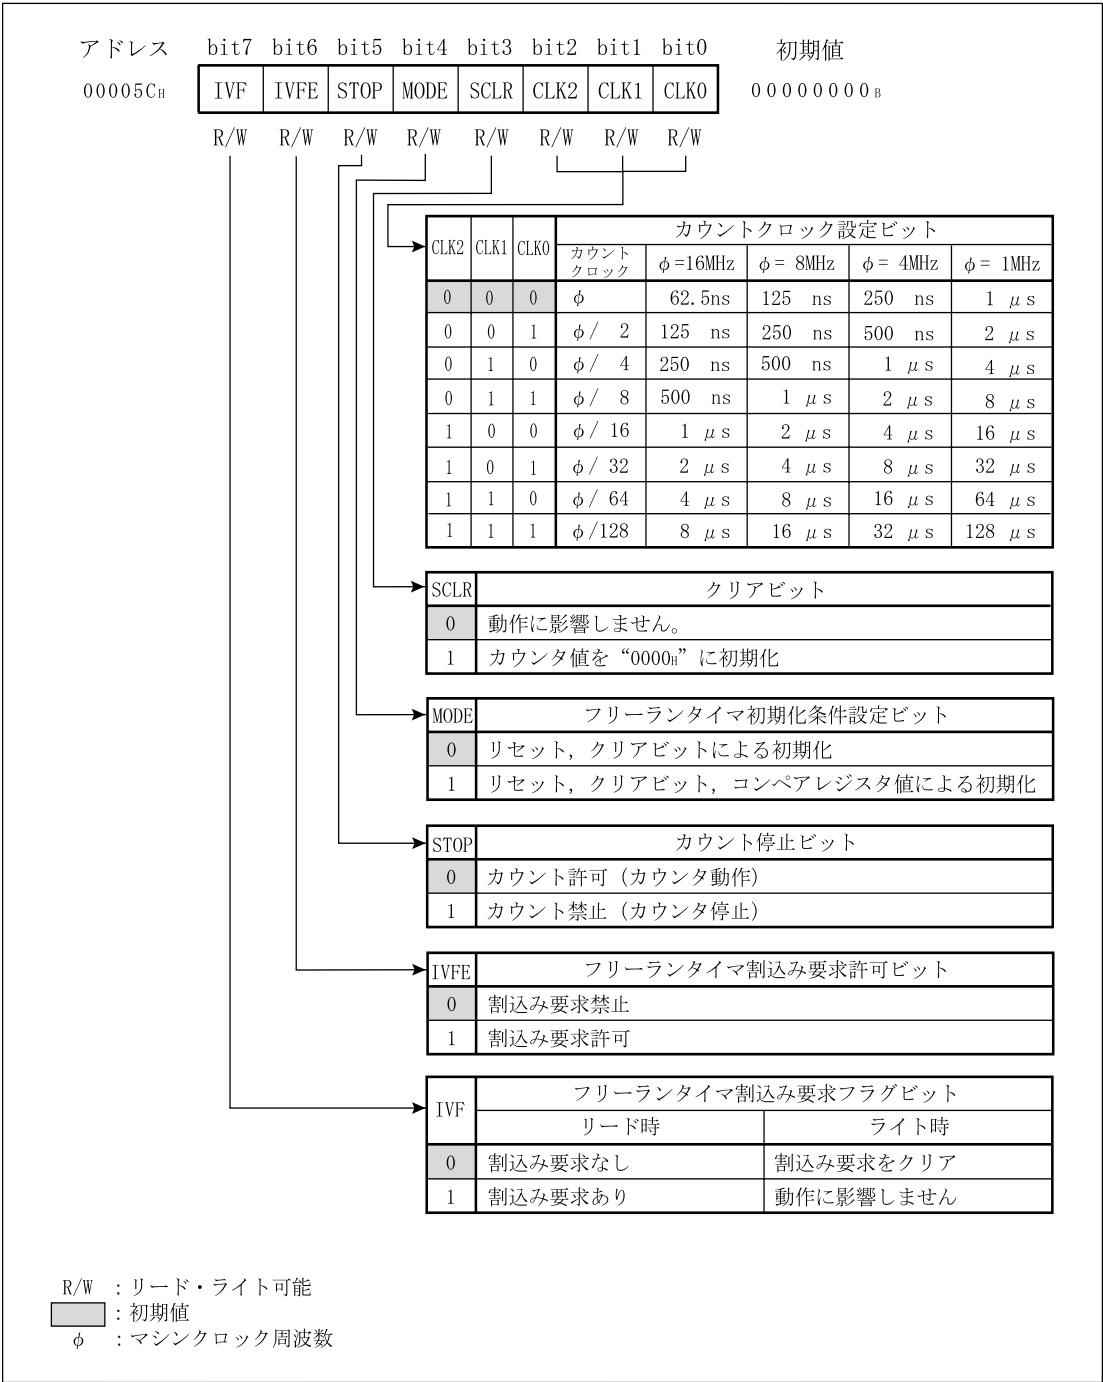 アドレス bit7 bit6 bit5 bit4 bit3 bit2 bit1 bit0 初期値
00005CH IVF IVFE STOP MODE SCLR CLK2 CLK1 CLK0 00000000B
R/W R/W R/W R/W R/W R/W R/W R/W
CLK2 CLK1 CLK0 カウントクロック設定ビット
カウントクロック φ=16MHz φ= 8MHz φ= 4MHz φ= 1MHz
0 0 0 φ 62.5ns 125 ns 250 ns 1 μs
0 0 1 φ/ 2 125 ns 250 ns 500 ns 2 μs
0 1 0 φ/ 4 250 ns 500 ns 1 μs 4 μs
0 1 1 φ/ 8 500 ns 1 μs 2 μs 8 μs
1 0 0 φ/ 16 1 μs 2 μs 4 μs 16 μs
1 0 1 φ/ 32 2 μs 4 μs 8 μs 32 μs
1 1 0 φ/ 64 4 μs 8 μs 16 μs 64 μs
1 1 1 φ/128 8 μs 16 μs 32 μs 128 μs
SCLR クリアビット
0 動作に影響しません。
1 カウンタ値を“0000H”に初期化
MODE フリーランタイマ初期化条件設定ビット
0 リセット，クリアビットによる初期化
1 リセット，クリアビット，コンペアレジスタ値による初期化
STOP カウント停止ビット
0 カウント許可（カウンタ動作）
1 カウント禁止（カウンタ停止）
IVFE フリーランタイマ割込み要求許可ビット
0 割込み要求禁止
1 割込み要求許可
IVF フリーランタイマ割込み要求フラグビット
リード時 ライト時
0 割込み要求なし 割込み要求をクリア
1 割込み要求あり 動作に影響しません
R/W ：リード・ライト可能
：初期値
φ ：マシンクロック周波数